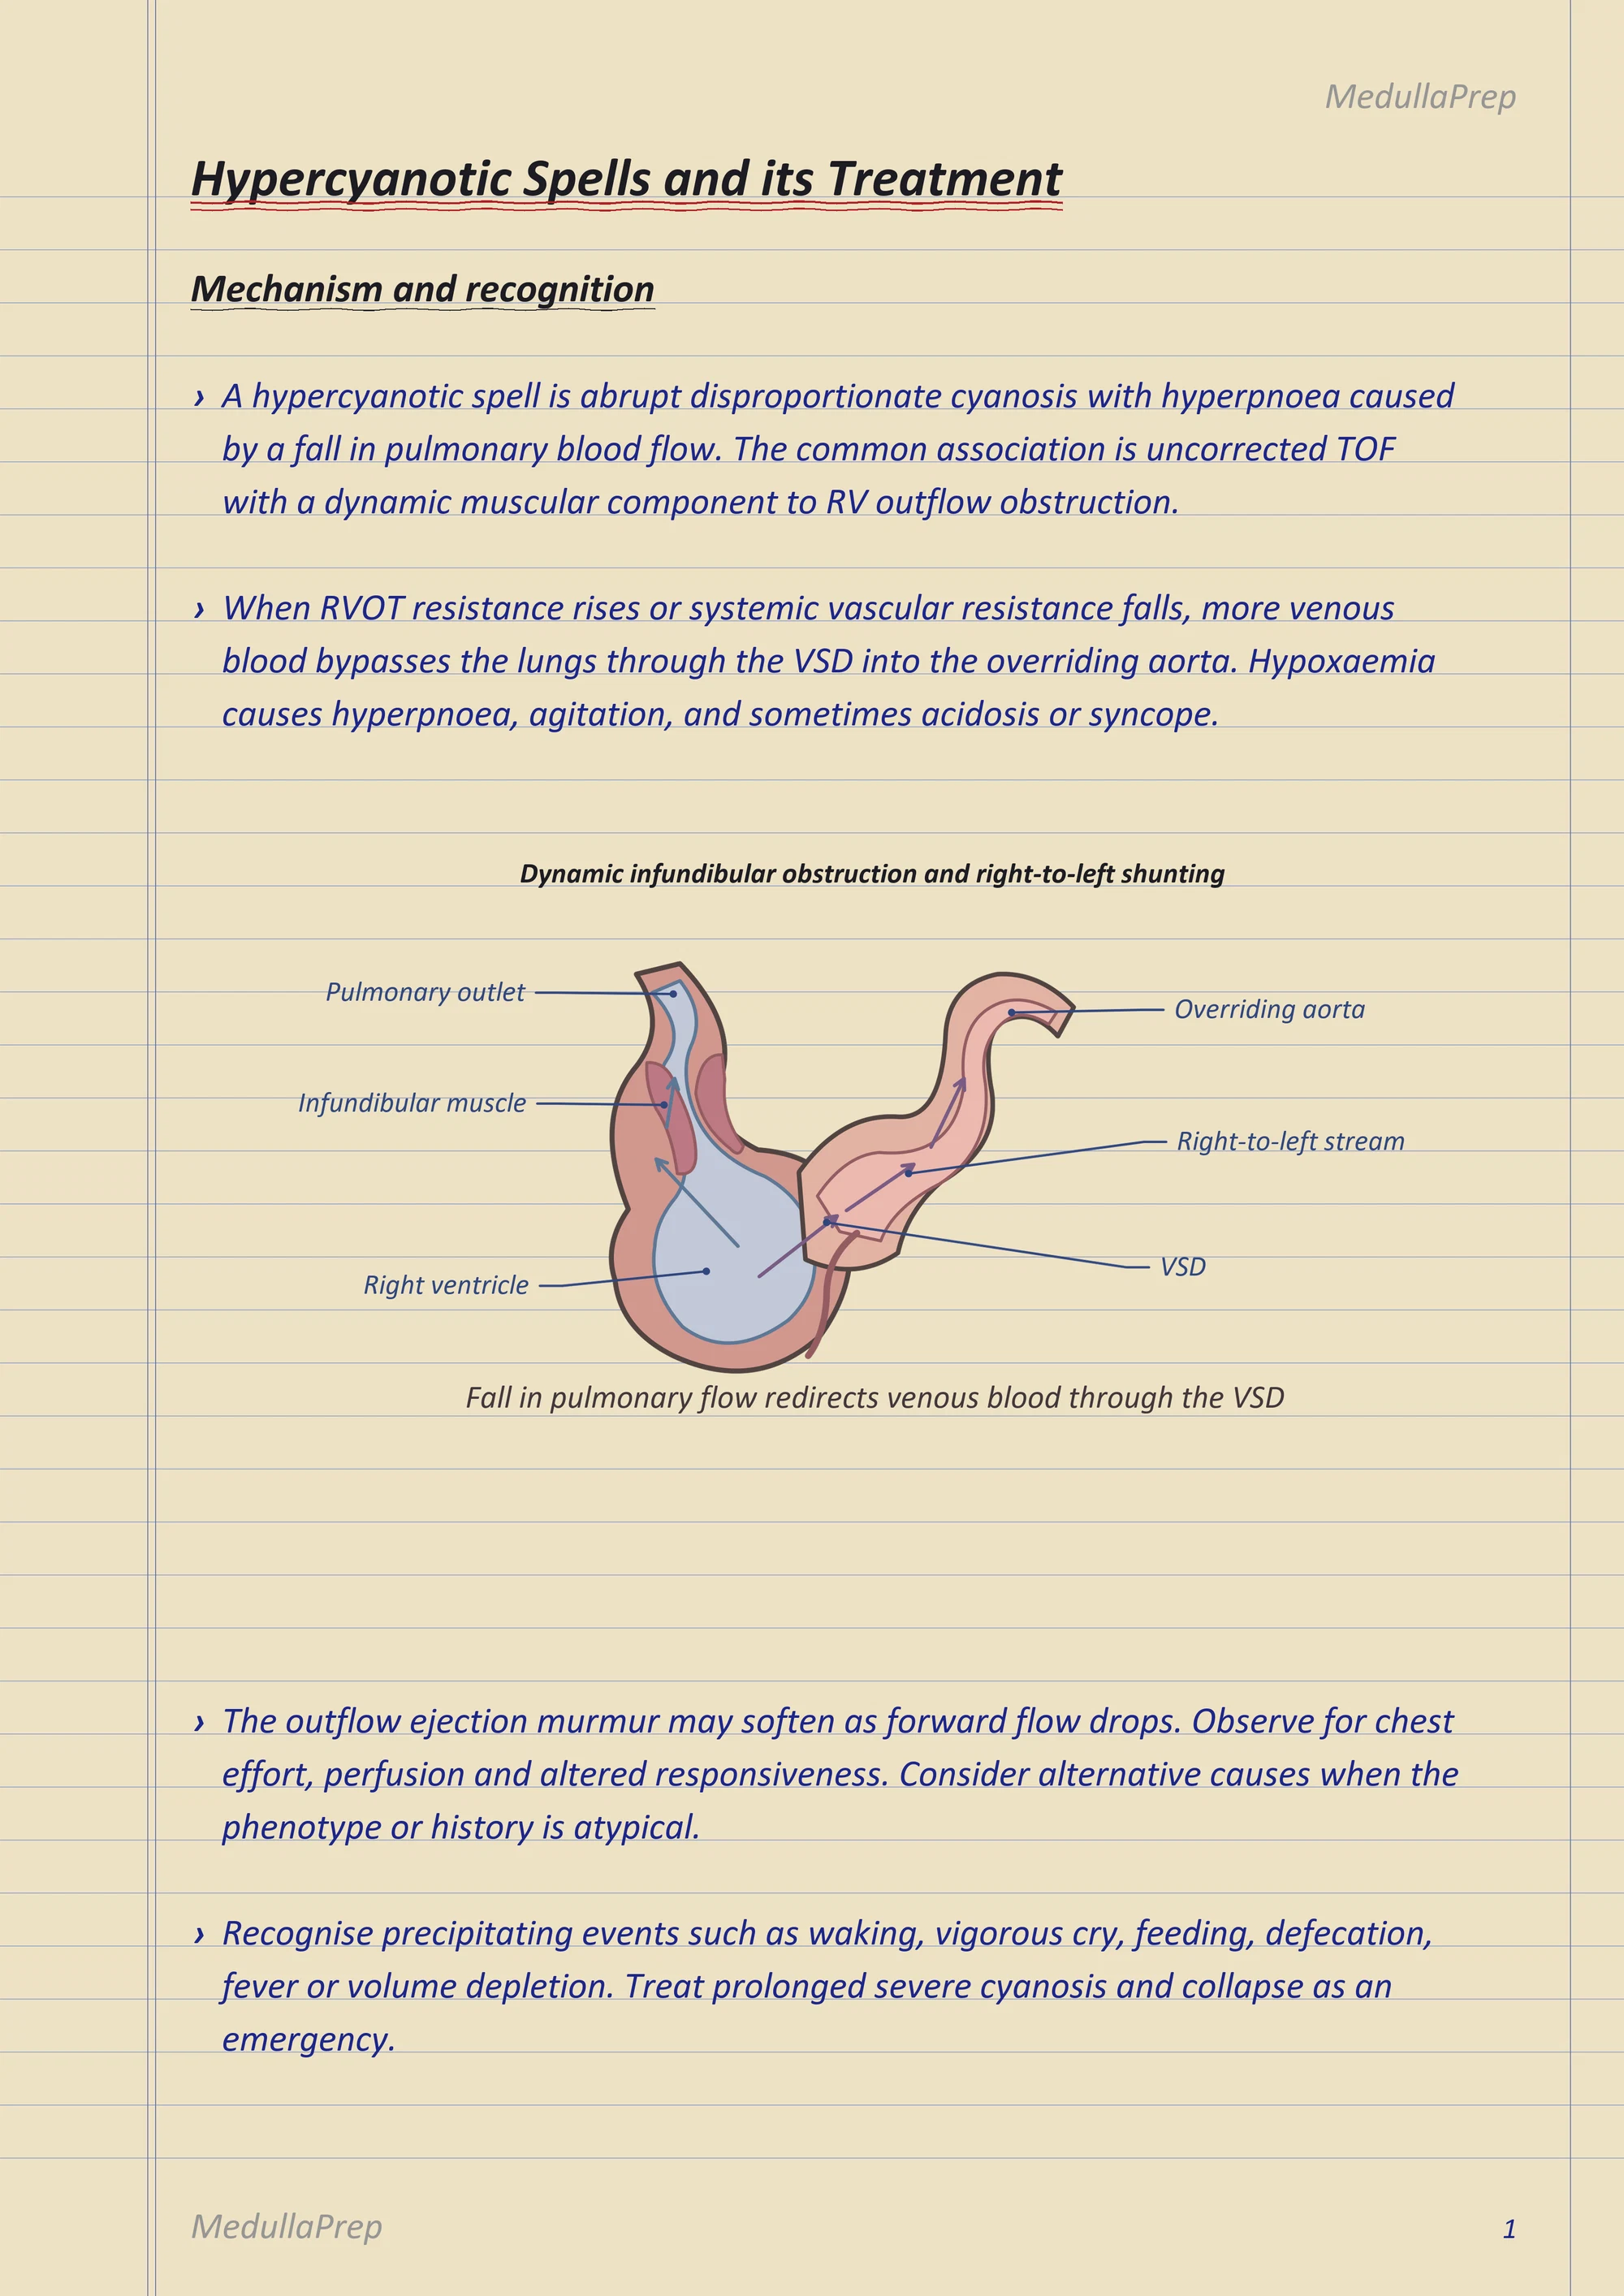 MedullaPrep
Hypercyanotic Spells and its Treatment
Mechanism and recognition
› A hypercyanotic spell is abrupt disproportionate cyanosis with hyperpnoea caused
by a fall in pulmonary blood flow. The common association is uncorrected TOF
with a dynamic muscular component to RV outflow obstruction.
› When RVOT resistance rises or systemic vascular resistance falls, more venous
blood bypasses the lungs through the VSD into the overriding aorta. Hypoxaemia
causes hyperpnoea, agitation, and sometimes acidosis or syncope.
Dynamic infundibular obstruction and right-to-left shunting
Pulmonary outlet
Overriding aorta
Infundibular muscle
Right-to-left stream
VSD
Right ventricle
Fall in pulmonary flow redirects venous blood through the VSD
› The outflow ejection murmur may soften as forward flow drops. Observe for chest
effort, perfusion and altered responsiveness. Consider alternative causes when the
phenotype or history is atypical.
› Recognise precipitating events such as waking, vigorous cry, feeding, defecation,
fever or volume depletion. Treat prolonged severe cyanosis and collapse as an
emergency.
MedullaPrep
1